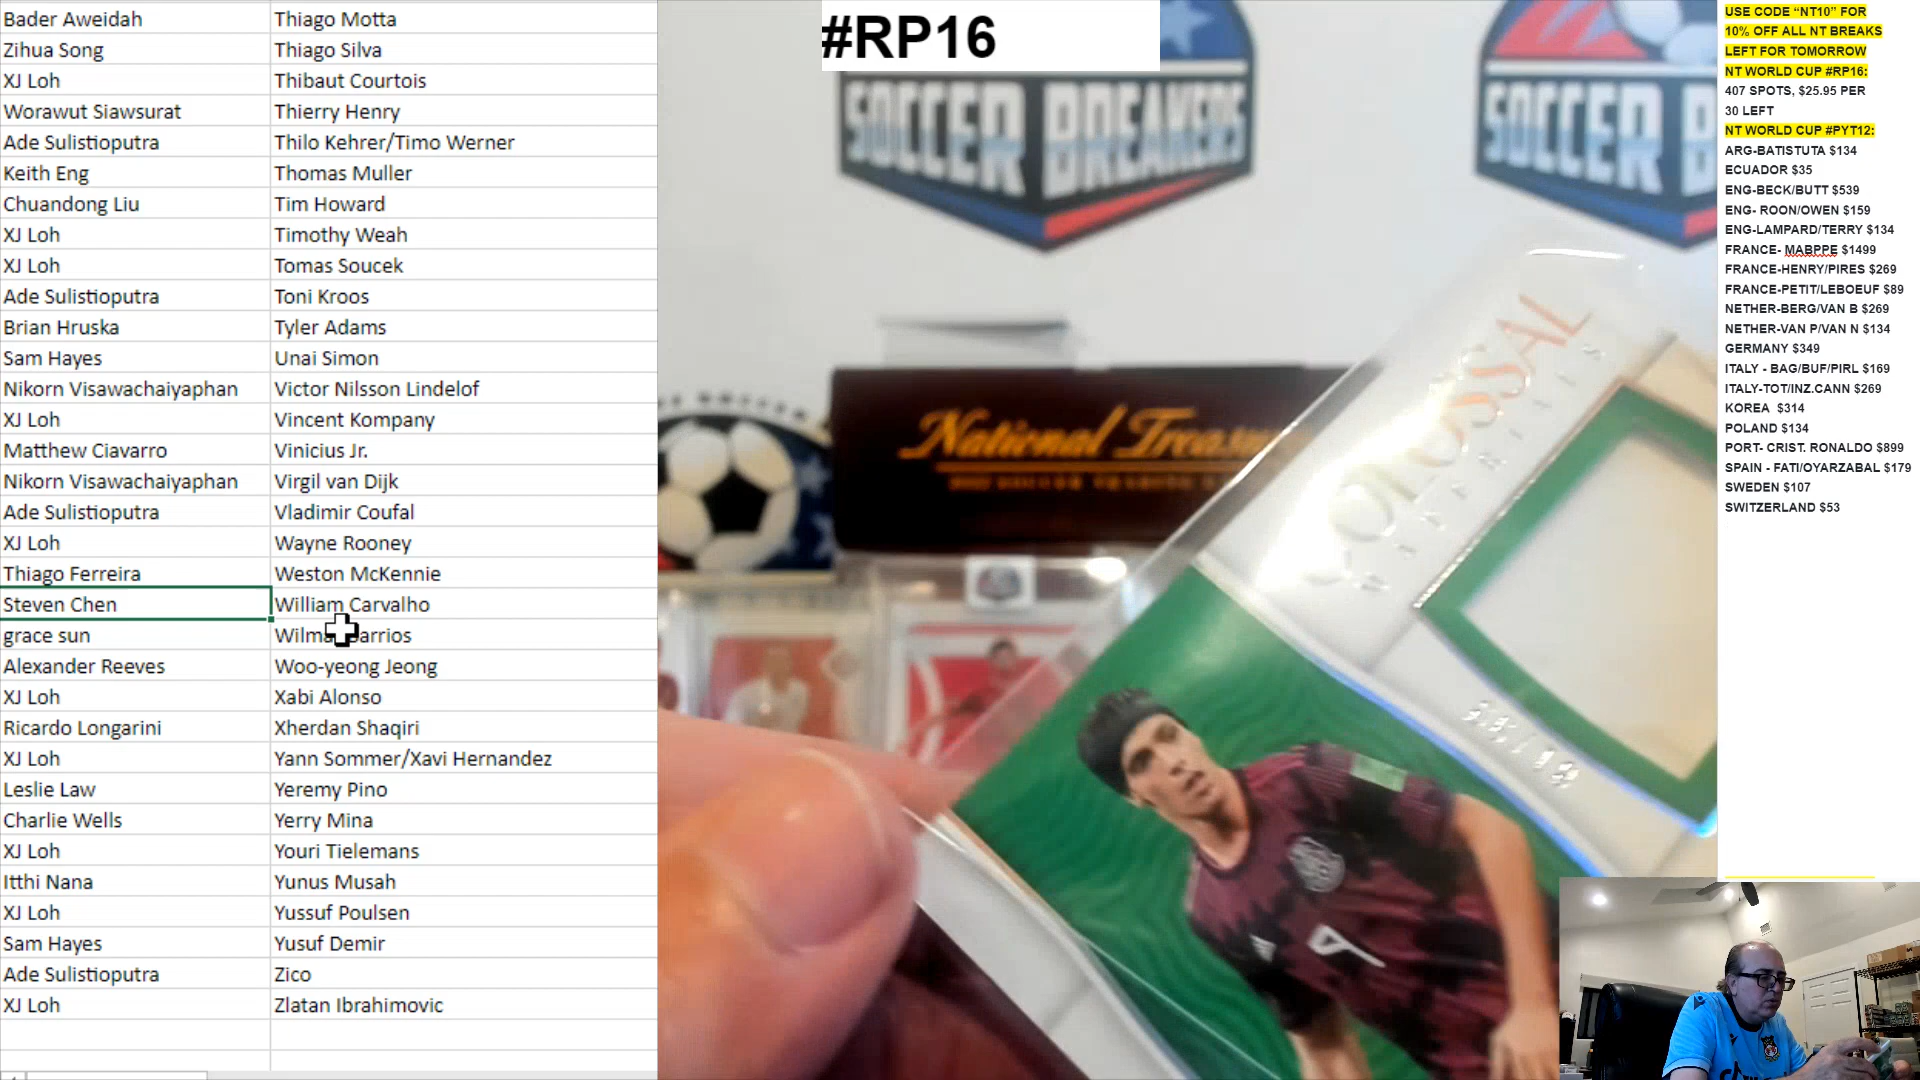 Bader Aweidah Thiago Motta
Zihua Song Thiago Silva
XJ Loh Thibaut Courtois
Worawut Siawsurat Thierry Henry
Ade Sulistioputra Thilo Kehrer/Timo Werner
Keith Eng Thomas Muller
Chuandong Liu Tim Howard
XJ Loh Timothy Weah
XJ Loh Tomas Soucek
Ade Sulistioputra Toni Kroos
Brian Hruska Tyler Adams
Sam Hayes Unai Simon
Nikorn Visawachaiyaphan Victor Nilsson Lindelof
XJ Loh Vincent Kompany
Matthew Ciavarro Vinicius Jr.
Nikorn Visawachaiyaphan Virgil van Dijk
Ade Sulistioputra Vladimir Coufal
XJ Loh Wayne Rooney
Thiago Ferreira Weston McKennie
Steven Chen William Carvalho
grace sun
Alexander Reeves Woo-yeong Jeong
XJ Loh Xabi Alonso
Ricardo Longarini Xherdan Shaqiri
XJ Loh Yann Sommer/Xavi Hernandez
Leslie Law Yeremy Pino
Charlie Wells Yerry Mina
XJ Loh Youri Tielemans
Itthi Nana Yunus Musah
XJ Loh Yussuf Poulsen
Sam Hayes Yusuf Demir
Ade Sulistioputra Zico
XJ Loh Zlatan Ibrahimovic
#RP16
SOCCER BREAKERS
SOCCER B
National
COLOSSAL
USE CODE “NT10” FOR
10% OFF ALL NT BREAKS
LEFT FOR TOMORROW
NT WORLD CUP #RP16:
407 SPOTS, $25.95 PER
30 LEFT
NT WORLD CUP #PYT12:
ARG-BATISTUTA $134
ECUADOR $35
ENG-BECK/BUTT $539
ENG- ROON/OWEN $159
ENG-LAMPARD/TERRY $134
FRANCE- MABPPE $1499
FRANCE-HENRY/PIRES $269
FRANCE-PETIT/LEBOEUF $89
NETHER-BERG/VAN B $269
NETHER-VAN P/VAN N $134
GERMANY $349
ITALY - BAG/BUF/PIRL $169
ITALY-TOT/INZ.CANN $269
KOREA $314
POLAND $134
PORT- CRIST. RONALDO $899
SPAIN - FATI/OYARZABAL $179
SWEDEN $107
SWITZERLAND $53